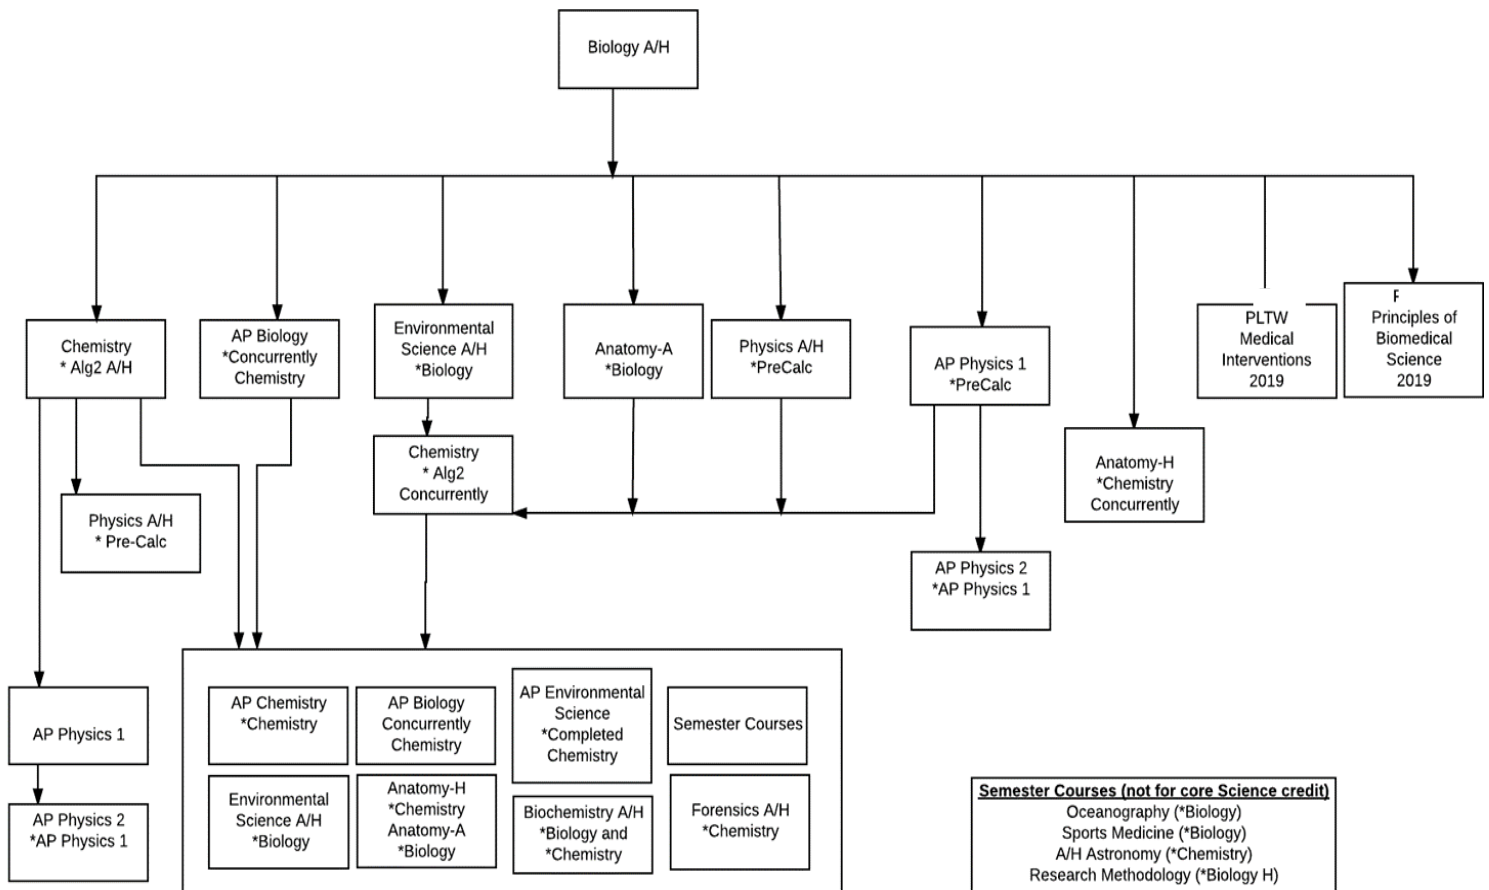 Biology A/H
Chemistry
* Alg2 A/H
AP Biology
*Concurrently
Chemistry
Environmental
Science A/H
*Biology
Anatomy-A
*Biology
Physics A/H
*PreCalc
AP Physics 1
*PreCalc
PLTW
Medical
Interventions
2019
Principles of
Biomedical
Science
2019
Chemistry
* Alg2
Concurrently
Anatomy-H
*Chemistry
Concurrently
Physics A/H
* Pre-Calc
AP Physics 2
*AP Physics 1
AP Physics 1
AP Physics 2
*AP Physics 1
AP Chemistry
*Chemistry
AP Biology
Concurrently
Chemistry
AP Environmental
Science
*Completed
Chemistry
Semester Courses
Environmental
Science A/H
*Biology
Anatomy-H
*Chemistry
Anatomy-A
*Biology
Biochemistry A/H
*Biology and
*Chemistry
Forensics A/H
*Chemistry
Semester Courses (not for core Science credit)
Oceanography (*Biology)
Sports Medicine (*Biology)
A/H Astronomy (*Chemistry)
Research Methodology (*Biology H)